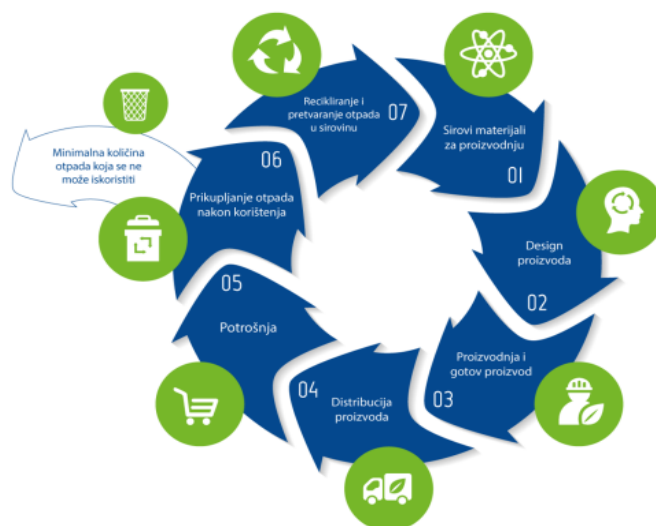 Sirovi materijali
za proizvodnju
01
Design
proizvoda
02
Proizvodnja i
gotov proizvod
03
Distribucija
proizvoda
04
Potrošnja
05
Prikupljanje otpada
nakon korištenja
06
Minimalna količina
otpada koja se ne
može iskoristiti
Recikliranje i
pretvaranje otpada
u sirovinu
07